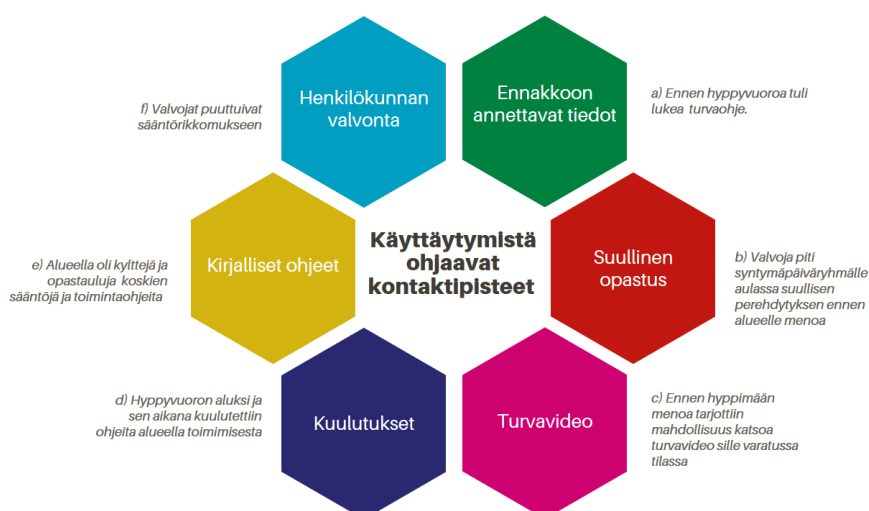 Henkilökunnan
valvonta
Ennakkoon
annettavat tiedot
f) Valvojat puuttuivat
sääntörikkomukseen
a) Ennen hyppyvuoroa tuli
lukea turvaohje.
Käyttäytymistä
ohjaavat
kontaktipisteet
Kirjalliset ohjeet
Suullinen
opastus
e) Alueella oli kylttejä ja
opastauluja koskien
sääntöjä ja toimintaohjeita
b) Valvoja piti
syntymäpäiväryhmälle
aulassa suullisen
perehdytyksen ennen
alueelle menoa
d) Hyppyvuoron aluksi ja
sen aikana kuulutettiin
ohjeita alueella toimimisesta
Kuulutukset
Turvavideo
c) Ennen hyppimään
menoa tarjottiin
mahdollisuus katsoa
turvavideo sille varatussa
tilassa